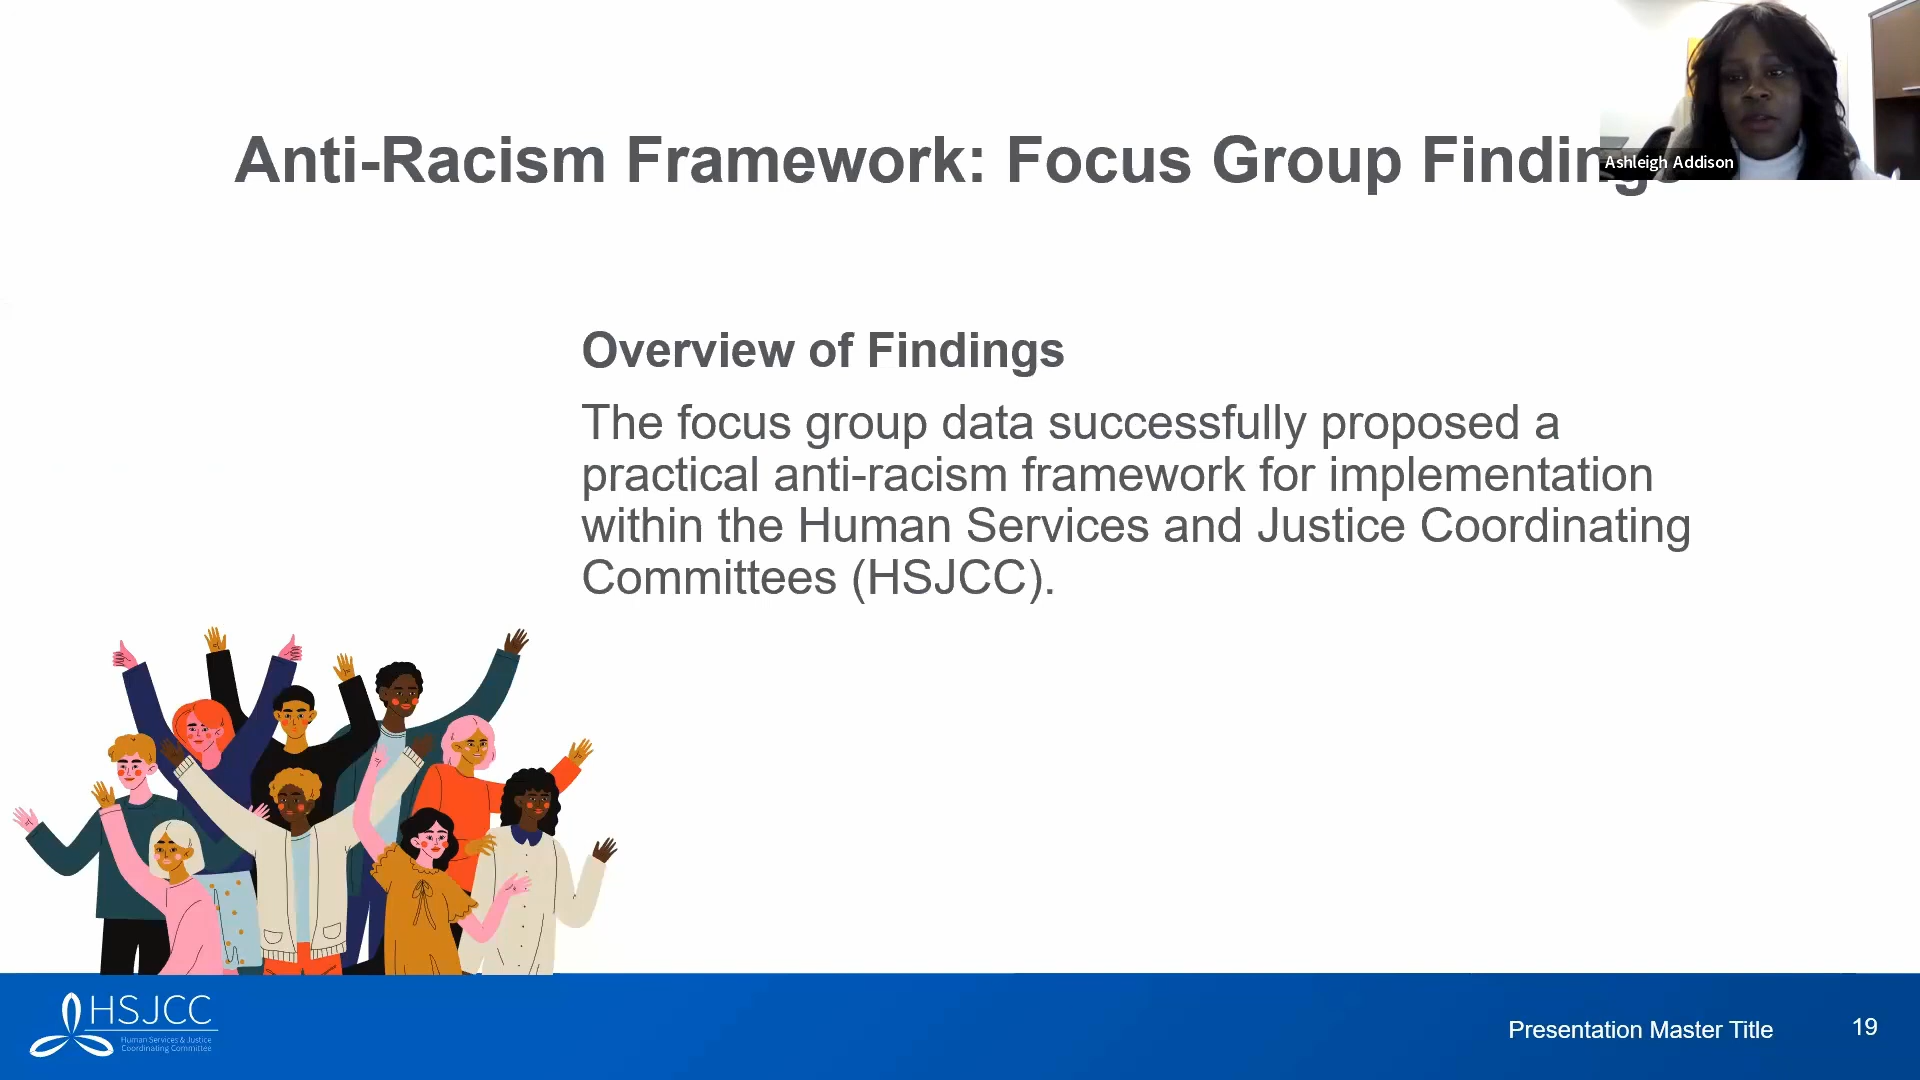 Anti-Racism Framework: Focus Group Findings
Ashleigh Addison
Overview of Findings
The focus group data successfully proposed a
practical anti-racism framework for implementation
within the Human Services and Justice Coordinating
Committees (HSJCC).
HSJCC
Human Services & Justice
Coordinating Committee
Presentation Master Title
19